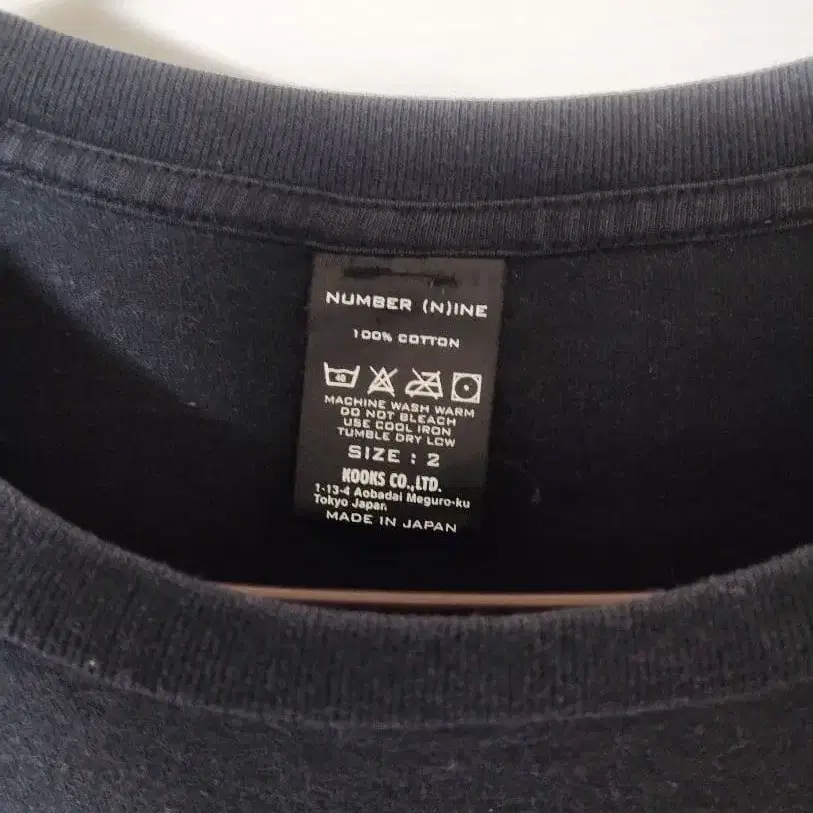 NUMBER (N)INE
100% COTTON
40
MACHINE WASH WARM
DO NOT BLEACH
USE COOL IRON
TUMBLE DRY LOW
SIZE : 2
KOOKS CO.,LTD.
1-13-4 Aobadai Meguro-ku
Tokyo Japan.
MADE IN JAPAN